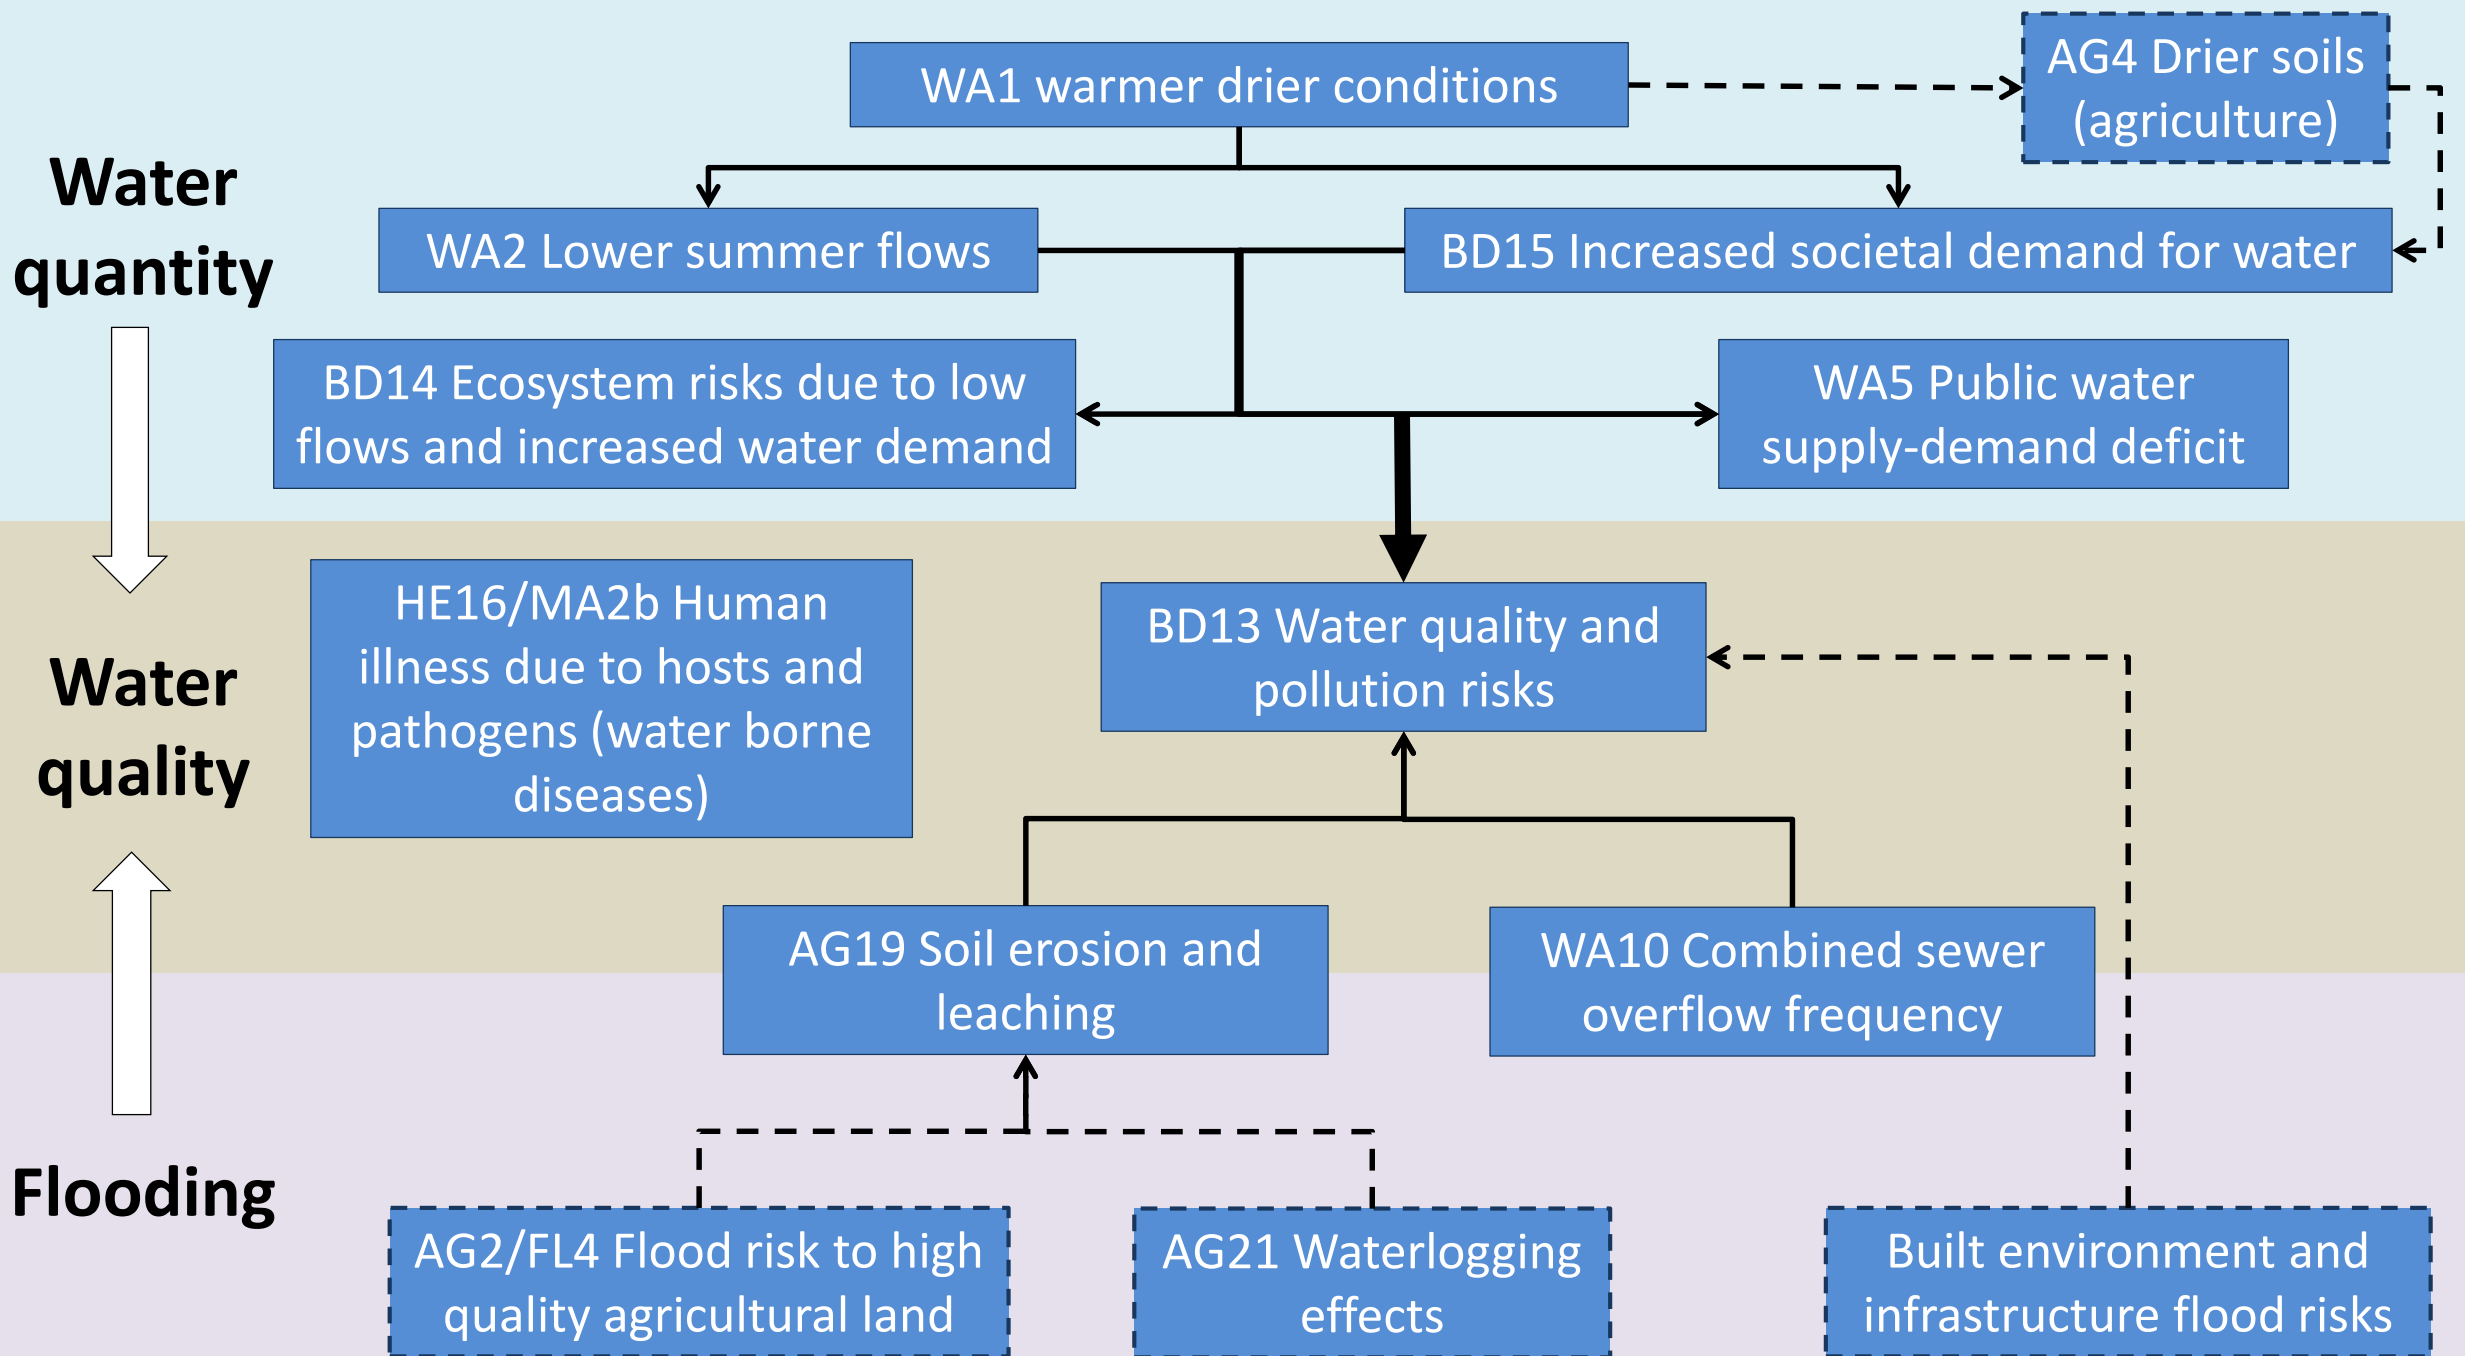 WA1 warmer drier conditions
AG4 Drier soils
(agriculture)
Water
quantity
WA2 Lower summer flows
BD15 Increased societal demand for water
BD14 Ecosystem risks due to low
flows and increased water demand
WA5 Public water
supply-demand deficit
Water
quality
HE16/MA2b Human
illness due to hosts and
pathogens (water borne
diseases)
BD13 Water quality and
pollution risks
AG19 Soil erosion and
leaching
WA10 Combined sewer
overflow frequency
Flooding
AG2/FL4 Flood risk to high
quality agricultural land
AG21 Waterlogging
effects
Built environment and
infrastructure flood risks